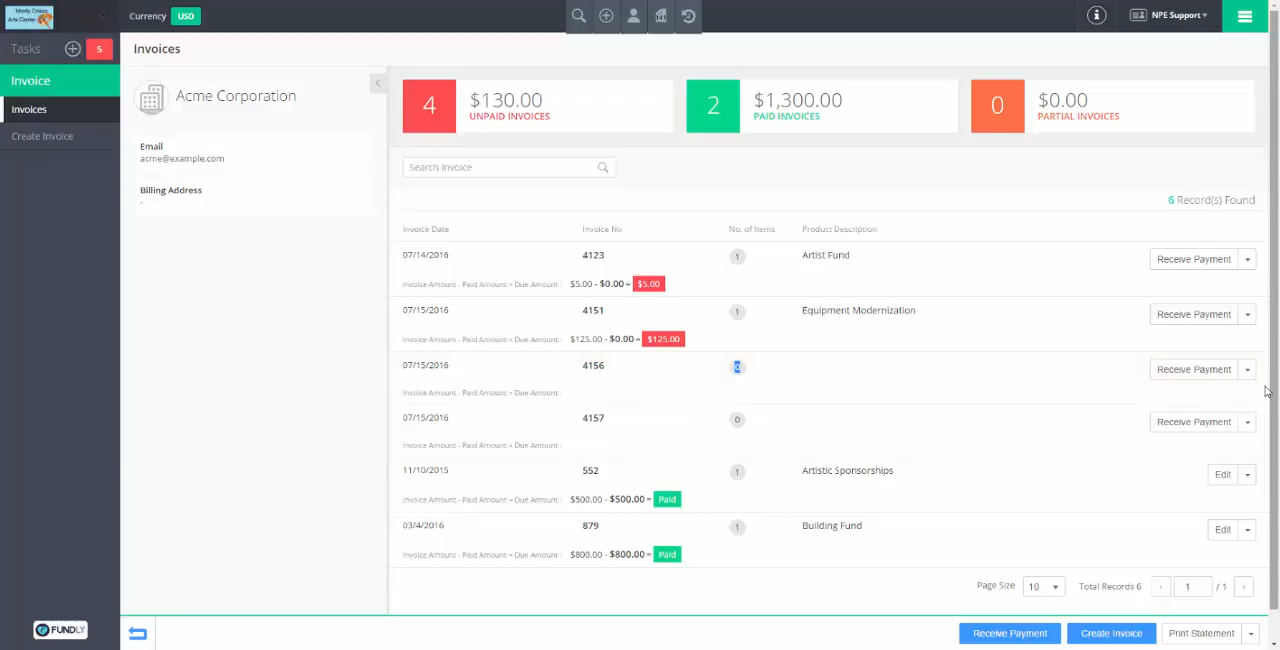 Monty Crisco
Arts Center
Currency USD
NPE Support
Tasks 5
Invoices
Invoice
Invoices
Create Invoice
Acme Corporation
Email
acme@example.com
Billing Address
-
4 $130.00
UNPAID INVOICES
2 $1,300.00
PAID INVOICES
0 $0.00
PARTIAL INVOICES
Search Invoice
6 Record(s) Found
Invoice Date Invoice No No. of Items Product Description
07/14/2016 4123 1 Artist Fund Receive Payment
Invoice Amount - Paid Amount = Due Amount : $5.00 - $0.00 = $5.00
07/15/2016 4151 1 Equipment Modernization Receive Payment
Invoice Amount - Paid Amount = Due Amount : $125.00 - $0.00 = $125.00
07/15/2016 4156 0 Receive Payment
Invoice Amount - Paid Amount = Due Amount :
07/15/2016 4157 0 Receive Payment
Invoice Amount - Paid Amount = Due Amount :
11/10/2015 552 1 Artistic Sponsorships Edit
Invoice Amount - Paid Amount = Due Amount : $500.00 - $500.00 = Paid
03/4/2016 879 1 Building Fund Edit
Invoice Amount - Paid Amount = Due Amount : $800.00 - $800.00 = Paid
Page Size 10 Total Records 6 1 / 1
FUNDLY
Receive Payment Create Invoice Print Statement